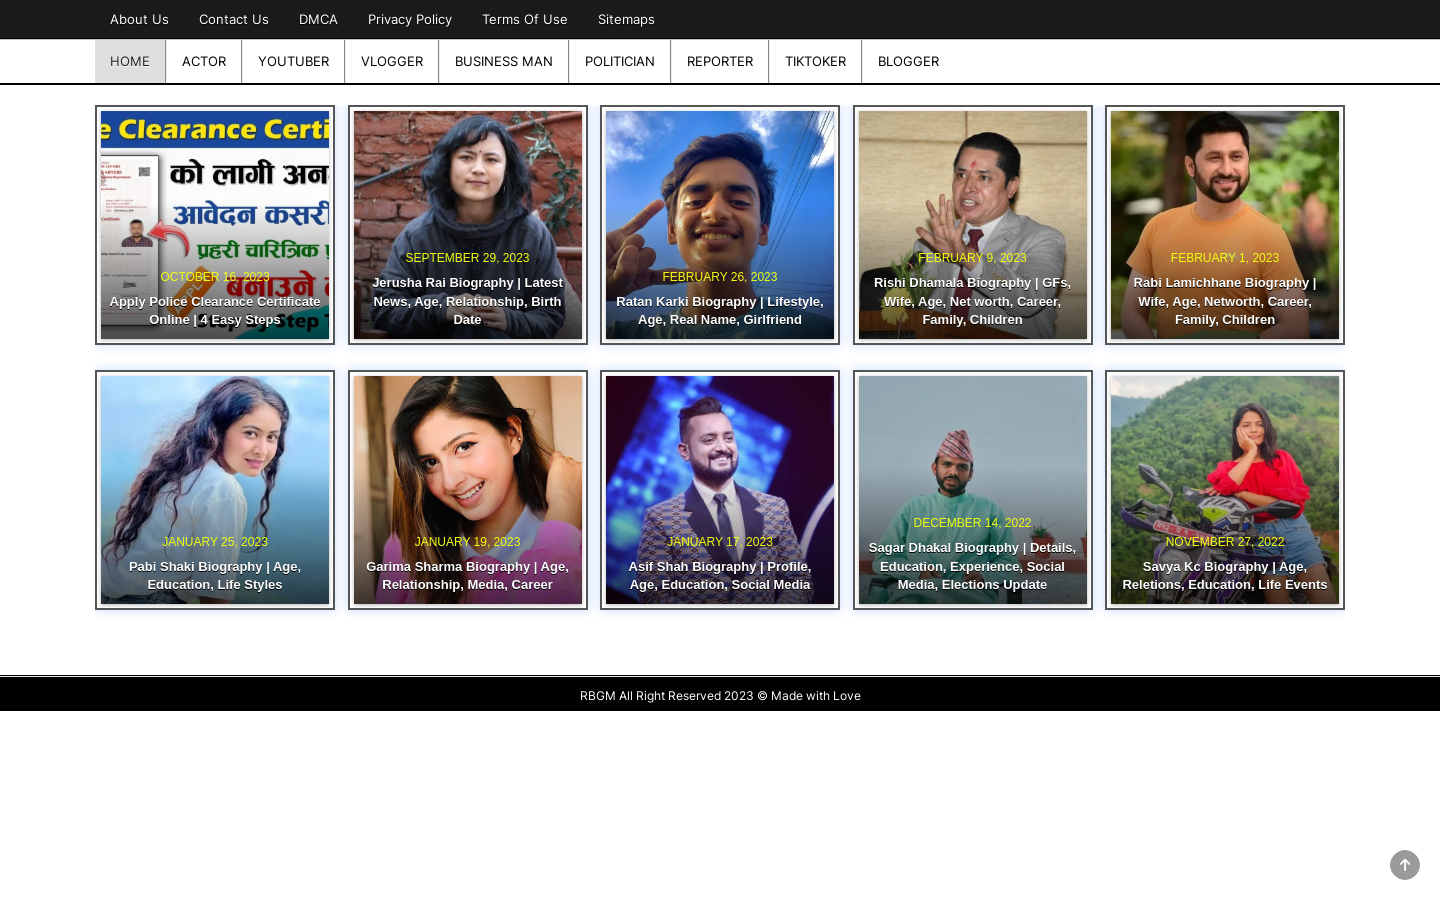 About Us
Contact Us
DMCA
Privacy Policy
Terms Of Use
Sitemaps
HOME
ACTOR
YOUTUBER
VLOGGER
BUSINESS MAN
POLITICIAN
REPORTER
TIKTOKER
BLOGGER
e Clearance Certi
को लागी अन
आवेदन कसरी
प्रहरी चारित्रिक प्र
बनाउने
OCTOBER 16, 2023
Apply Police Clearance Certificate
Online | 4 Easy Steps
SEPTEMBER 29, 2023
Jerusha Rai Biography | Latest
News, Age, Relationship, Birth
Date
FEBRUARY 26, 2023
Ratan Karki Biography | Lifestyle,
Age, Real Name, Girlfriend
FEBRUARY 9, 2023
Rishi Dhamala Biography | GFs,
Wife, Age, Net worth, Career,
Family, Children
FEBRUARY 1, 2023
Rabi Lamichhane Biography |
Wife, Age, Networth, Career,
Family, Children
JANUARY 25, 2023
Pabi Shaki Biography | Age,
Education, Life Styles
JANUARY 19, 2023
Garima Sharma Biography | Age,
Relationship, Media, Career
JANUARY 17, 2023
Asif Shah Biography | Profile,
Age, Education, Social Media
DECEMBER 14, 2022
Sagar Dhakal Biography | Details,
Education, Experience, Social
Media, Elections Update
NOVEMBER 27, 2022
Savya Kc Biography | Age,
Reletions, Education, Life Events
RBGM All Right Reserved 2023 © Made with Love